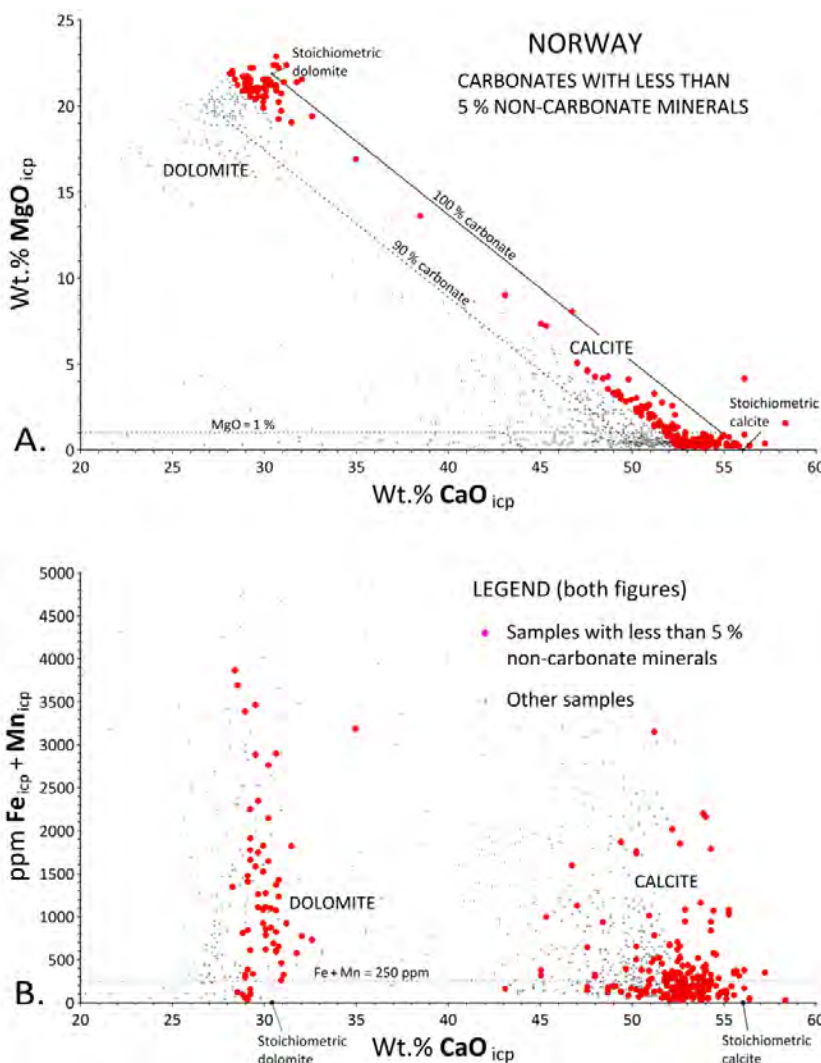 NORWAY
CARBONATES WITH LESS THAN
5 % NON-CARBONATE MINERALS
Stoichiometric
dolomite
DOLOMITE
100 % carbonate
90 % carbonate
CALCITE
MgO = 1 %
Stoichiometric
calcite
Wt.% MgO icp
25
20
15
10
5
0
A.
20 25 30 35 40 45 50 55 60
Wt.% CaO icp
LEGEND (both figures)
Samples with less than 5 %
non-carbonate minerals
Other samples
ppm Fe icp + Mn icp
5000
4500
4000
3500
3000
2500
2000
1500
1000
500
0
DOLOMITE
CALCITE
Fe + Mn = 250 ppm
B.
20 25 30 35 40 45 50 55 60
Stoichiometric
dolomite
Wt.% CaO icp
Stoichiometric
calcite